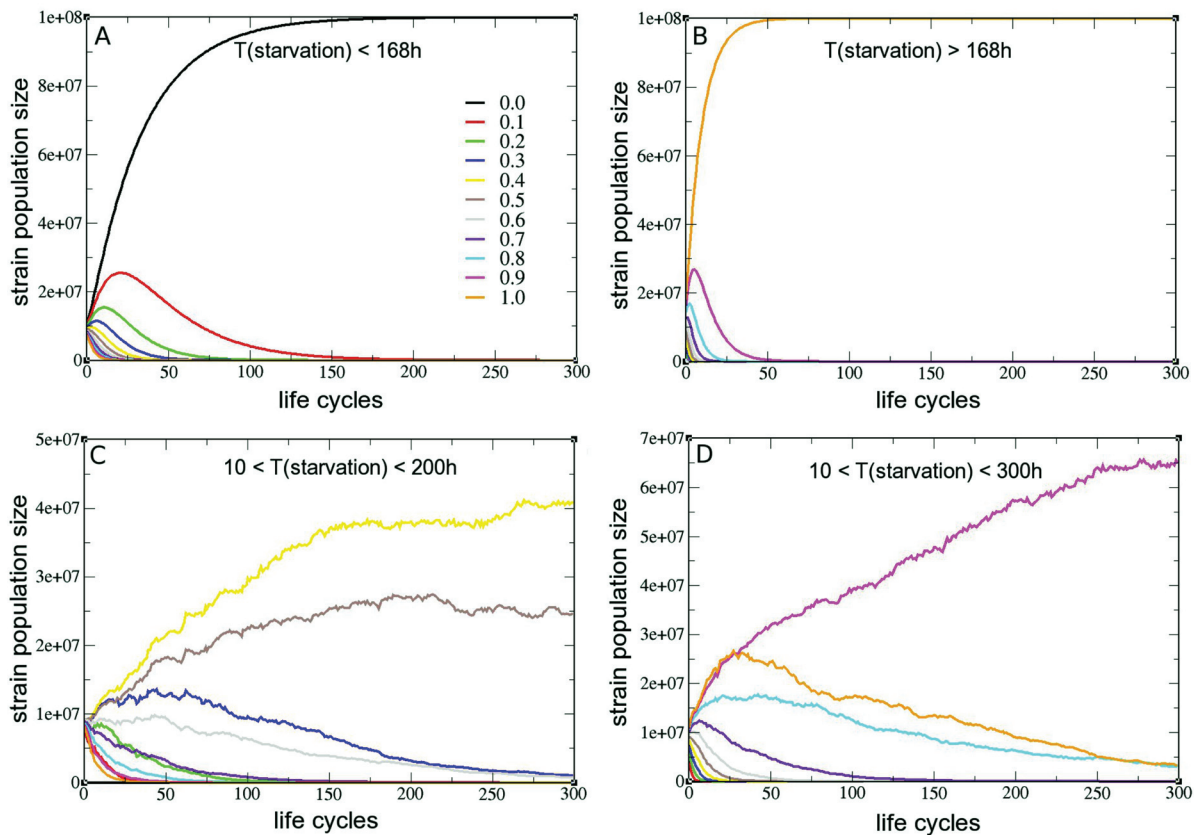 A
T(starvation) < 168h
strain population size
1e+08
8e+07
6e+07
4e+07
2e+07
0
0.0
0.1
0.2
0.3
0.4
0.5
0.6
0.7
0.8
0.9
1.0
0 50 100 150 200 250 300
life cycles
B
T(starvation) > 168h
strain population size
1e+08
8e+07
6e+07
4e+07
2e+07
0
0 50 100 150 200 250 300
life cycles
C
10 < T(starvation) < 200h
strain population size
5e+07
4e+07
3e+07
2e+07
1e+07
0
0 50 100 150 200 250 300
life cycles
D
10 < T(starvation) < 300h
strain population size
7e+07
6e+07
5e+07
4e+07
3e+07
2e+07
1e+07
0
0 50 100 150 200 250 300
life cycles